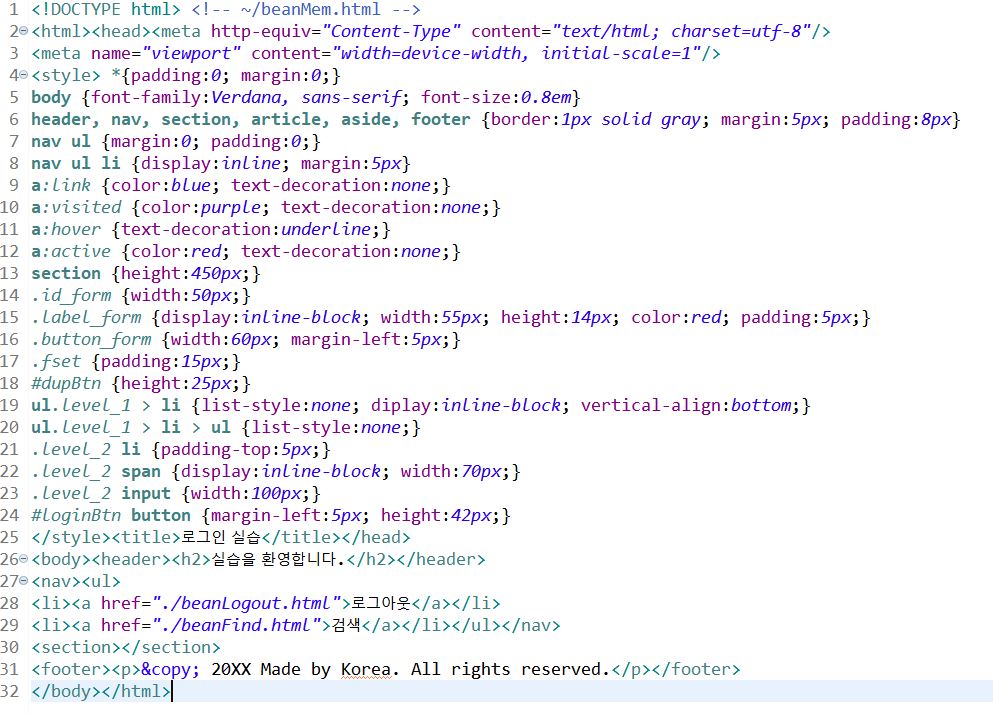 1 <!DOCTYPE html> <!-- ~/beanMem.html -->
2 <html><head><meta http-equiv="Content-Type" content="text/html; charset=utf-8"/>
3 <meta name="viewport" content="width=device-width, initial-scale=1"/>
4 <style> *{padding:0; margin:0;}
5 body {font-family:Verdana, sans-serif; font-size:0.8em}
6 header, nav, section, article, aside, footer {border:1px solid gray; margin:5px; padding:8px}
7 nav ul {margin:0; padding:0;}
8 nav ul li {display:inline; margin:5px}
9 a:link {color:blue; text-decoration:none;}
10 a:visited {color:purple; text-decoration:none;}
11 a:hover {text-decoration:underline;}
12 a:active {color:red; text-decoration:none;}
13 section {height:450px;}
14 .id_form {width:50px;}
15 .label_form {display:inline-block; width:55px; height:14px; color:red; padding:5px;}
16 .button_form {width:60px; margin-left:5px;}
17 .fset {padding:15px;}
18 #dupBtn {height:25px;}
19 ul.level_1 > li {list-style:none; diplay:inline-block; vertical-align:bottom;}
20 ul.level_1 > li > ul {list-style:none;}
21 .level_2 li {padding-top:5px;}
22 .level_2 span {display:inline-block; width:70px;}
23 .level_2 input {width:100px;}
24 #loginBtn button {margin-left:5px; height:42px;}
25 </style><title>로그인 실습</title></head>
26 <body><header><h2>실습을 환영합니다.</h2></header>
27 <nav><ul>
28 <li><a href="./beanLogout.html">로그아웃</a></li>
29 <li><a href="./beanFind.html">검색</a></li></ul></nav>
30 <section></section>
31 <footer><p>&copy; 20XX Made by Korea. All rights reserved.</p></footer>
32 </body></html>